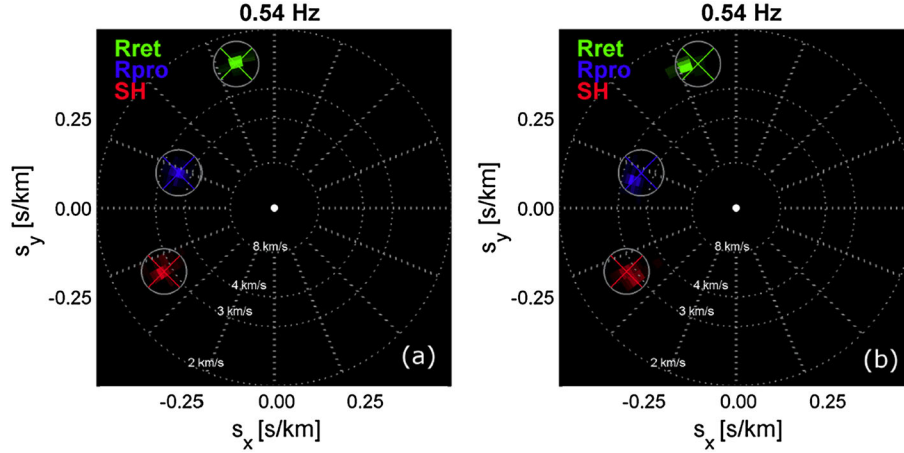 0.54 Hz
Rret
Rpro
SH
0.25
0.00
-0.25
s_y [s/km]
8 km/s
4 km/s
3 km/s
2 km/s
(a)
-0.25
0.00
0.25
s_x [s/km]
0.54 Hz
Rret
Rpro
SH
0.25
0.00
-0.25
s_y [s/km]
8 km/s
4 km/s
3 km/s
2 km/s
(b)
-0.25
0.00
0.25
s_x [s/km]